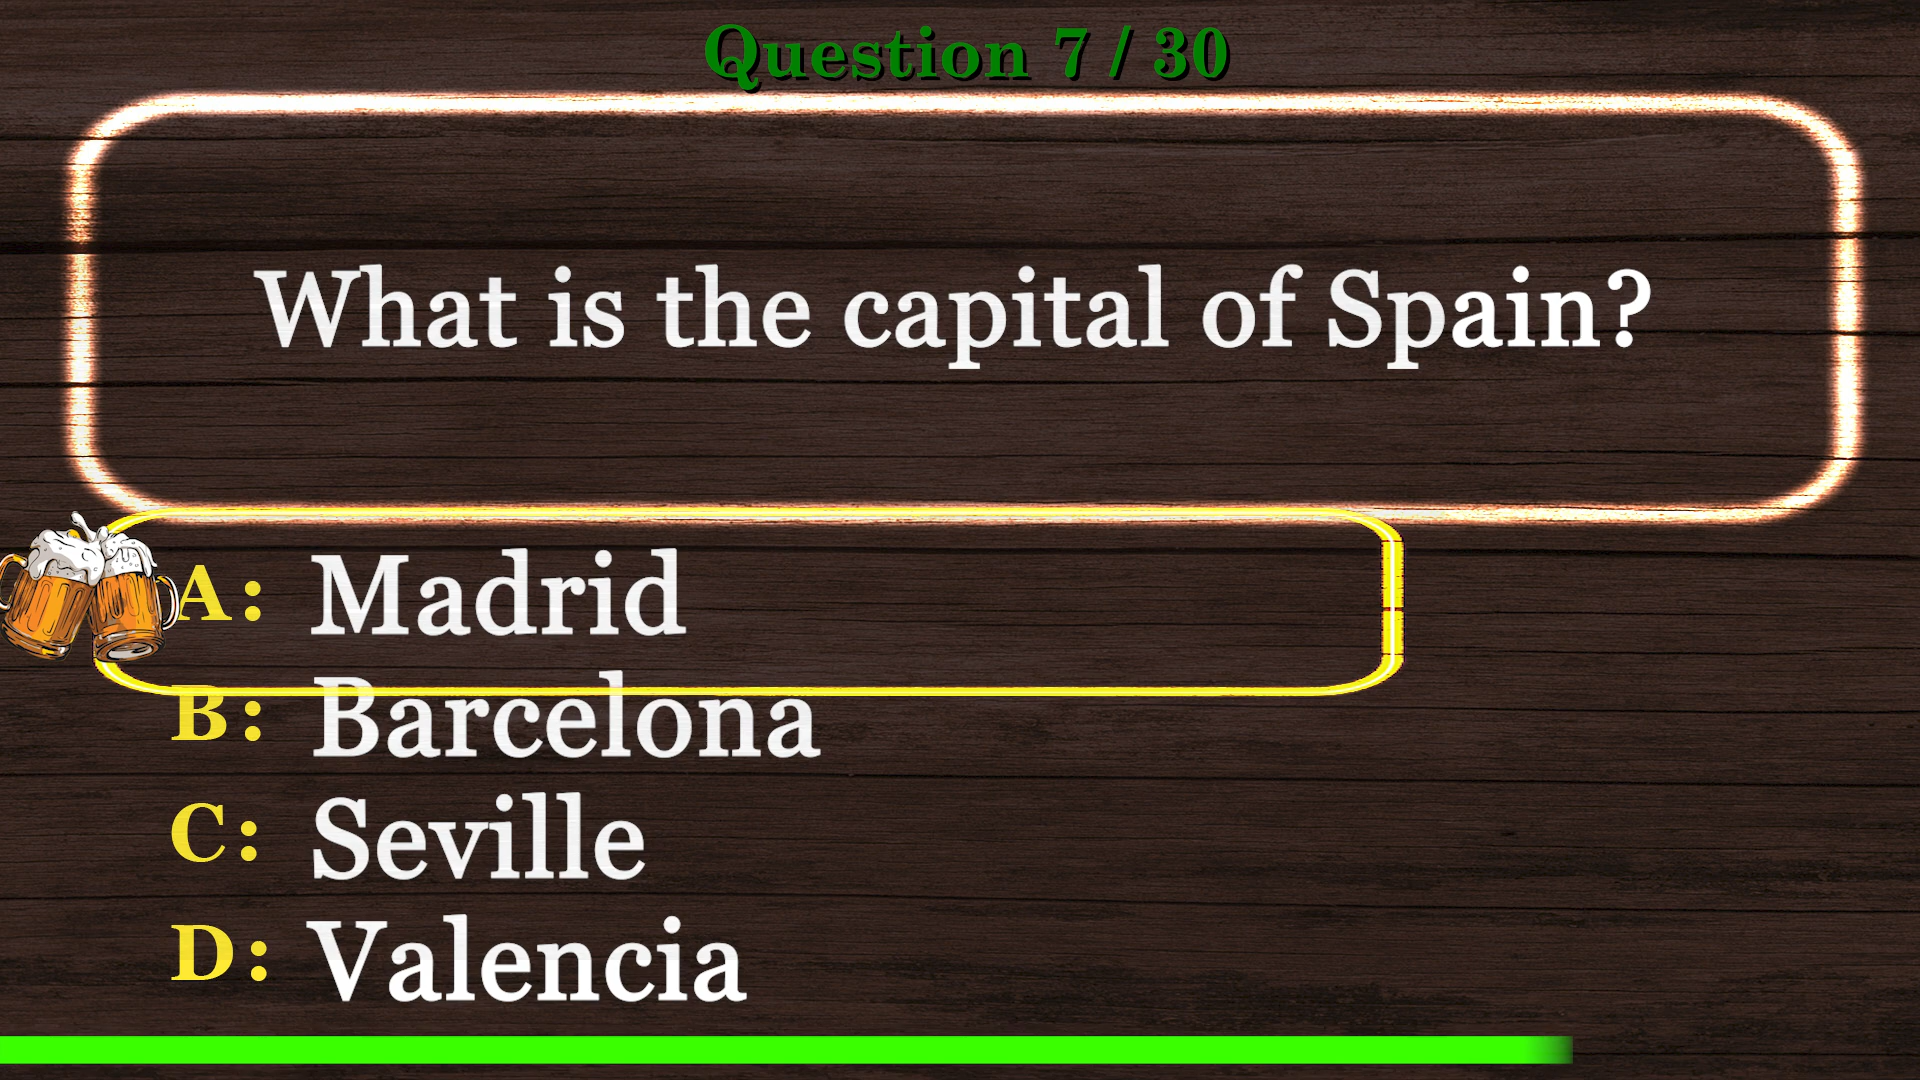 Question 7 / 30
What is the capital of Spain?
A: Madrid
B: Barcelona
C: Seville
D: Valencia